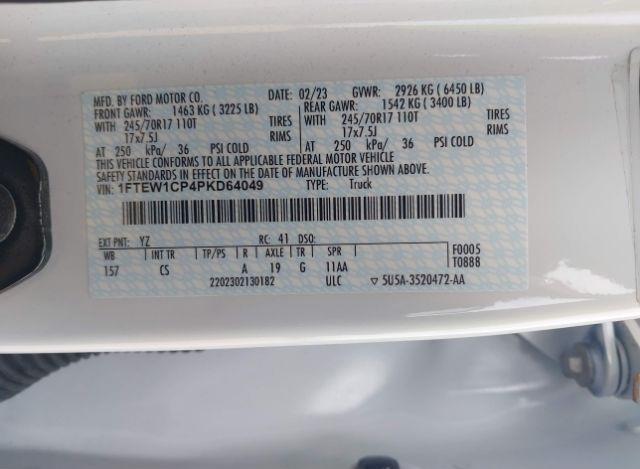 MFD. BY FORD MOTOR CO. DATE: 02/23 GVWR: 2926 KG ( 6450 LB)
FRONT GAWR: 1463 KG ( 3225 LB) REAR GAWR: 1542 KG ( 3400 LB)
WITH 245/70R17 110T TIRES WITH 245/70R17 110T TIRES
17x7.5J RIMS 17x7.5J RIMS
AT 250 kPa/ 36 PSI COLD AT 250 kPa/ 36 PSI COLD
THIS VEHICLE CONFORMS TO ALL APPLICABLE FEDERAL MOTOR VEHICLE
SAFETY STANDARDS IN EFFECT ON THE DATE OF MANUFACTURE SHOWN ABOVE.
VIN: 1FTEW1CP4PKD64049 TYPE: Truck
EXT PNT: YZ RC: 41 DSO: F0005
WB INT TR TP/PS R AXLE TR SPR T0888
157 CS A 19 G 11AA
2202302130182 ULC ▽ 5U5A-3520472-AA